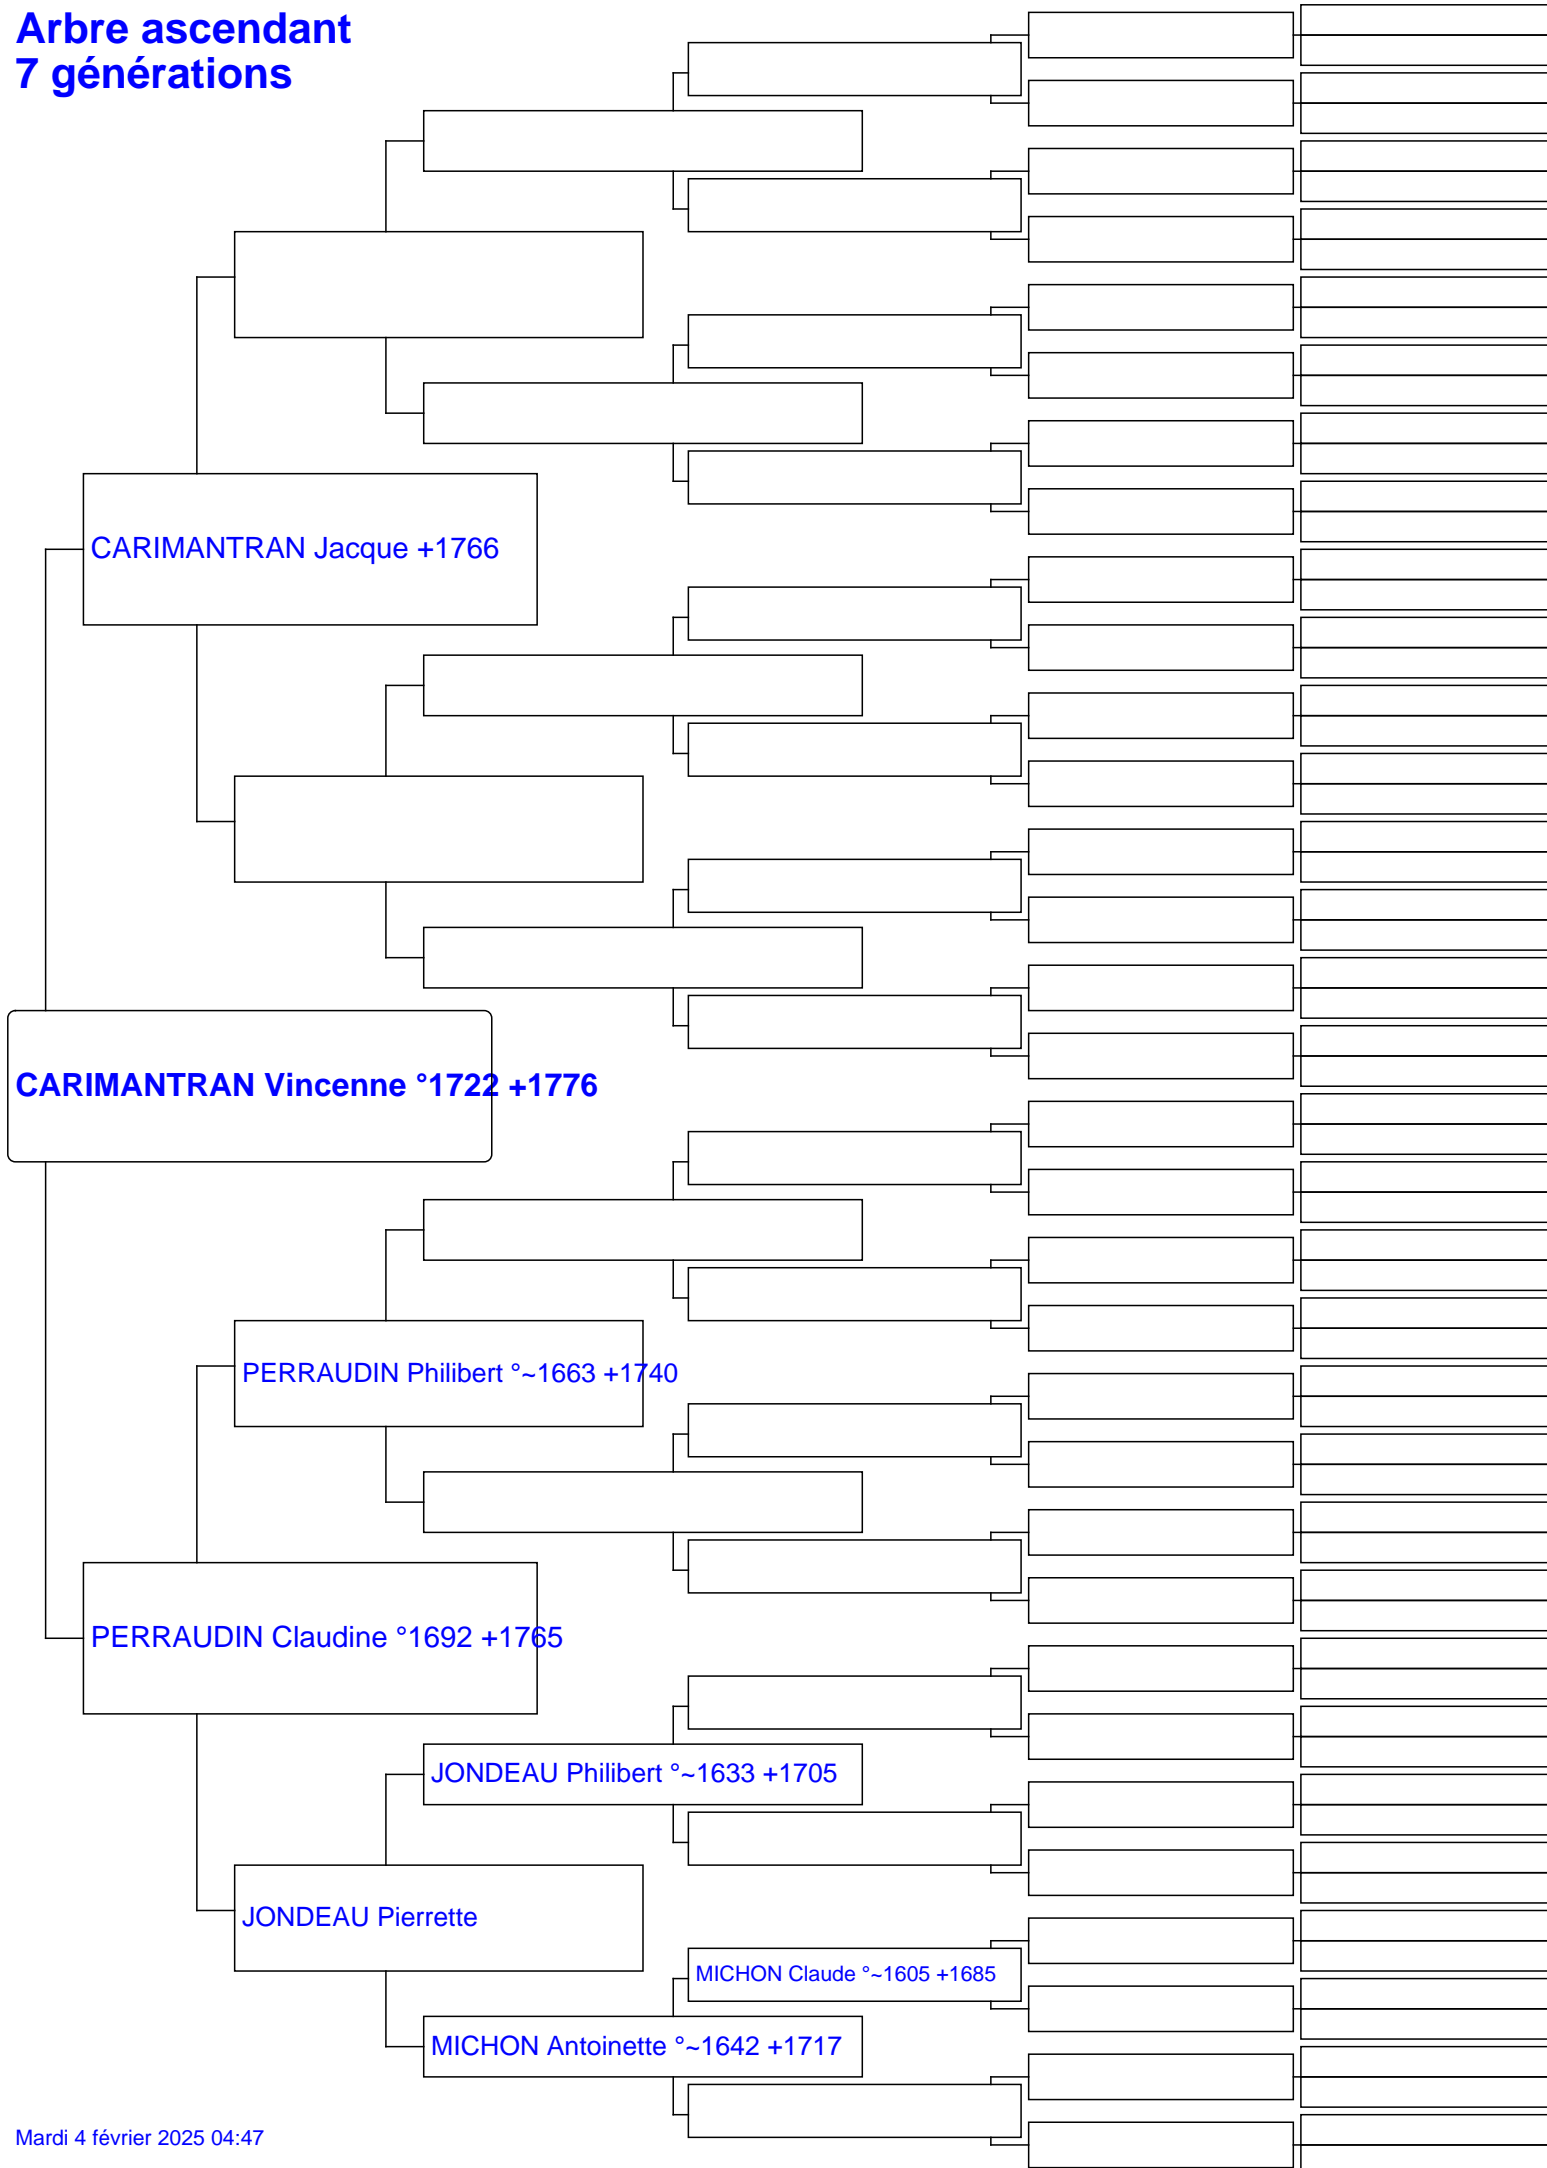 Arbre ascendant
7 générations
CARIMANTRAN Jacque +1766
CARIMANTRAN Vincenne °1722 +1776
PERRAUDIN Philibert °~1663 +1740
PERRAUDIN Claudine °1692 +1765
JONDEAU Philibert °~1633 +1705
JONDEAU Pierrette
MICHON Claude °~1605 +1685
MICHON Antoinette °~1642 +1717
Mardi 4 février 2025 04:47